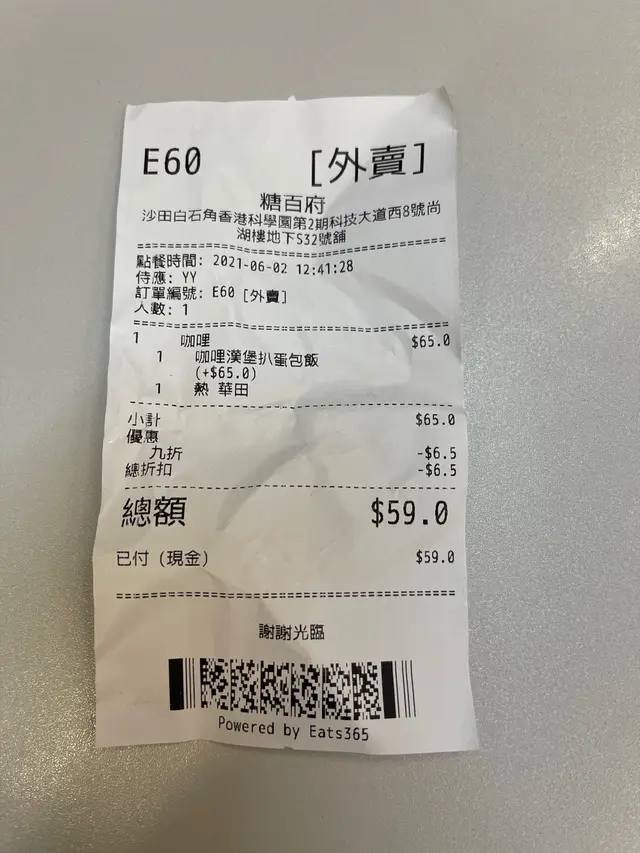 E60 [外賣]
糖百府
沙田白石角香港科學園第2期科技大道西8號尚
湖樓地下S32號舖
點餐時間: 2021-06-02 12:41:28
侍應: YY
訂單編號: E60 [外賣]
人數: 1
1 咖哩 $65.0
1 咖哩漢堡扒蛋包飯
(+$65.0)
1 熱 華田
小計 $65.0
優惠
九折 -$6.5
總折扣 -$6.5
總額 $59.0
已付 (現金) $59.0
謝謝光臨
Powered by Eats365